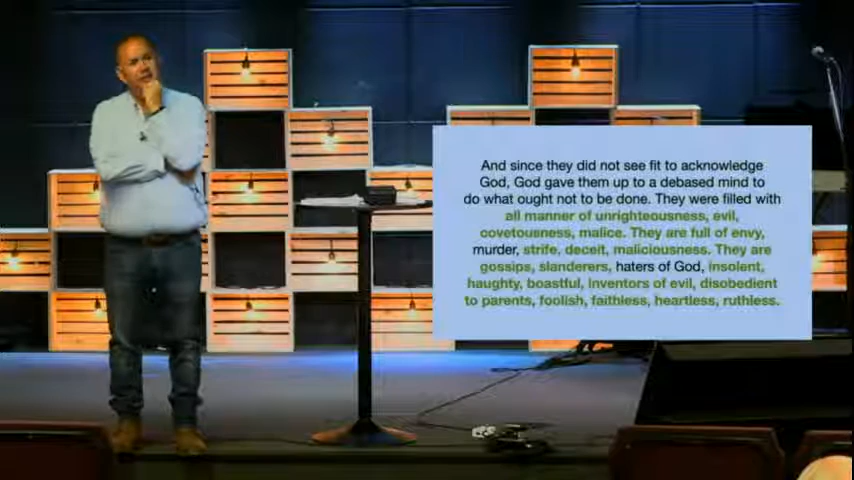 And since they did not see fit to acknowledge
God, God gave them up to a debased mind to
do what ought not to be done. They were filled with
all manner of unrighteousness, evil,
covetousness, malice. They are full of envy,
murder, strife, deceit, maliciousness. They are
gossips, slanderers, haters of God, insolent,
haughty, boastful, inventors of evil, disobedient
to parents, foolish, faithless, heartless, ruthless.